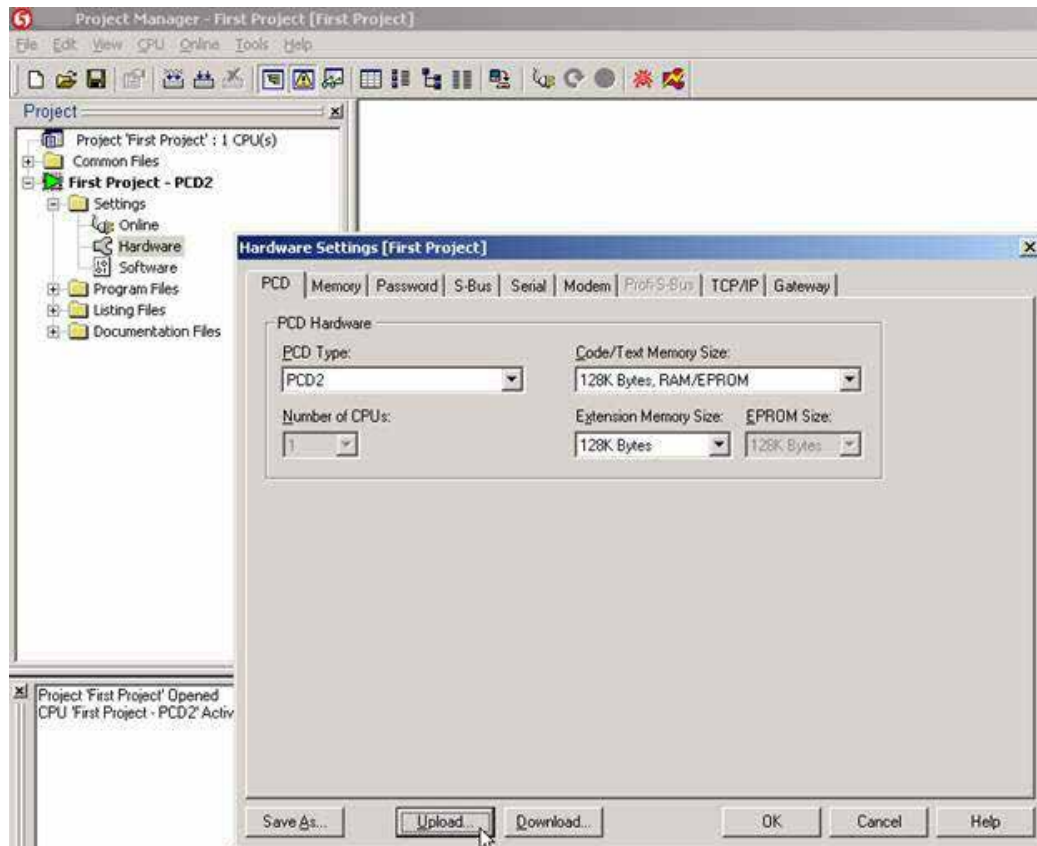 Project Manager - First Project [First Project]
File Edit View CPU Online Tools Help
Project
Project 'First Project' : 1 CPU(s)
Common Files
First Project - PCD2
Settings
Online
Hardware
Software
Program Files
Listing Files
Documentation Files
Hardware Settings [First Project]
PCD Memory Password S-Bus Serial Modem Profi-S-Bus TCP/IP Gateway
PCD Hardware
PCD Type: Code/Text Memory Size:
PCD2 128K Bytes, RAM/EPROM
Number of CPUs: Extension Memory Size: EPROM Size:
1 128K Bytes 128K Bytes
Project 'First Project' Opened
CPU 'First Project - PCD2' Activ
Save As... Upload... Download... OK Cancel Help